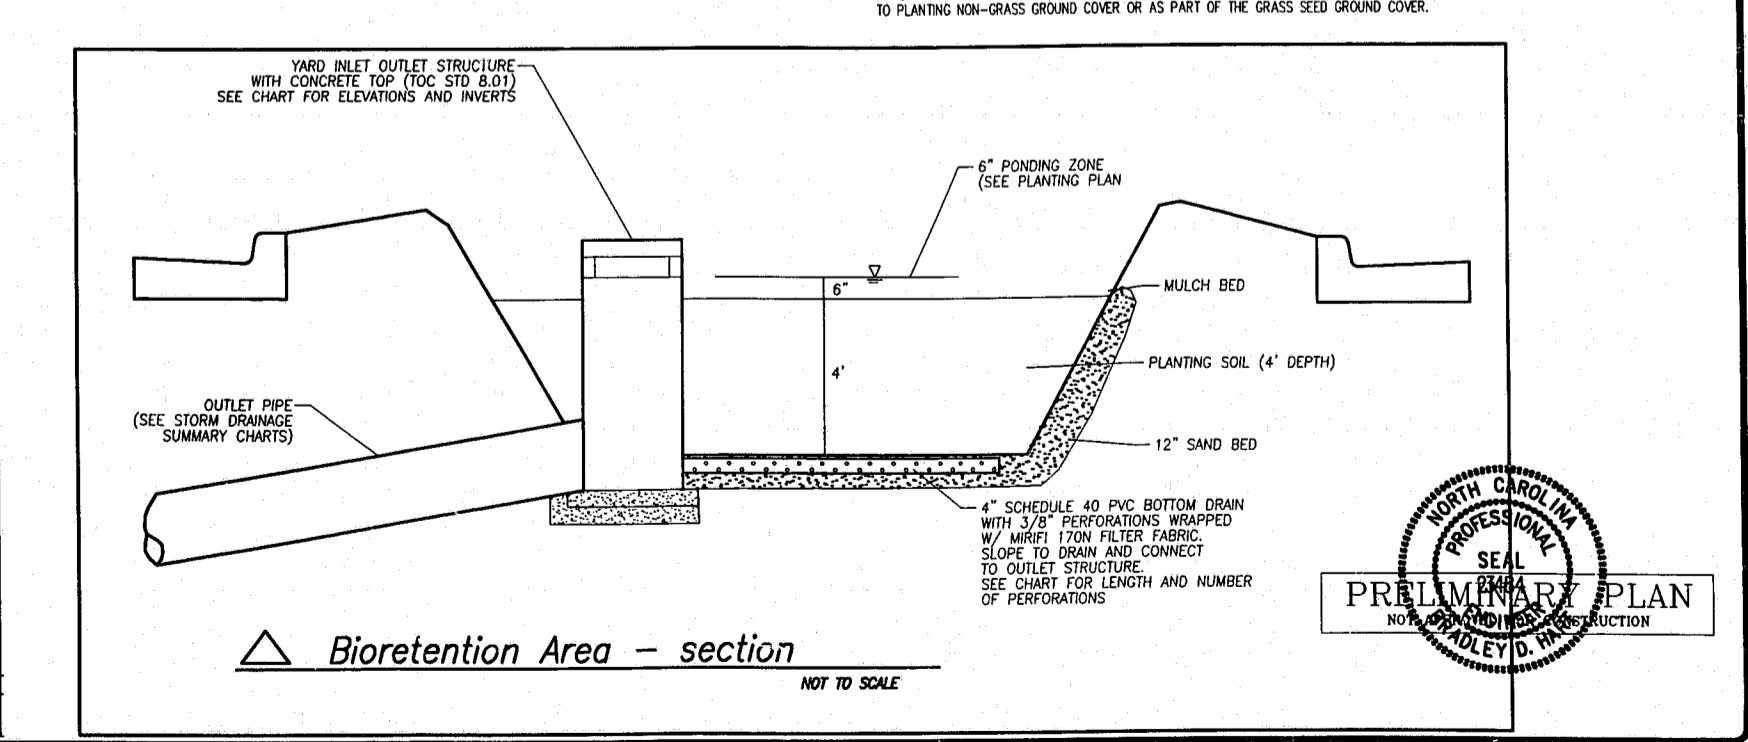 TO PLANTING NON-GRASS GROUND COVER OR AS PART OF THE GRASS SEED GROUND COVER.
YARD INLET OUTLET STRUCTURE
WITH CONCRETE TOP (TOC STD 8.01)
SEE CHART FOR ELEVATIONS AND INVERTS
6" PONDING ZONE
(SEE PLANTING PLAN
6"
MULCH BED
4'
PLANTING SOIL (4' DEPTH)
OUTLET PIPE
(SEE STORM DRAINAGE
SUMMARY CHARTS)
12" SAND BED
4" SCHEDULE 40 PVC BOTTOM DRAIN
WITH 3/8" PERFORATIONS WRAPPED
W/ MIRIFI 170N FILTER FABRIC.
SLOPE TO DRAIN AND CONNECT
TO OUTLET STRUCTURE.
SEE CHART FOR LENGTH AND NUMBER
OF PERFORATIONS
NORTH CAROLINA
PROFESSIONAL
SEAL
ENGINEER
BRADLEY D.
PRELIMINARY PLAN
NOT CONSTRUCTION
Bioretention Area - section
NOT TO SCALE